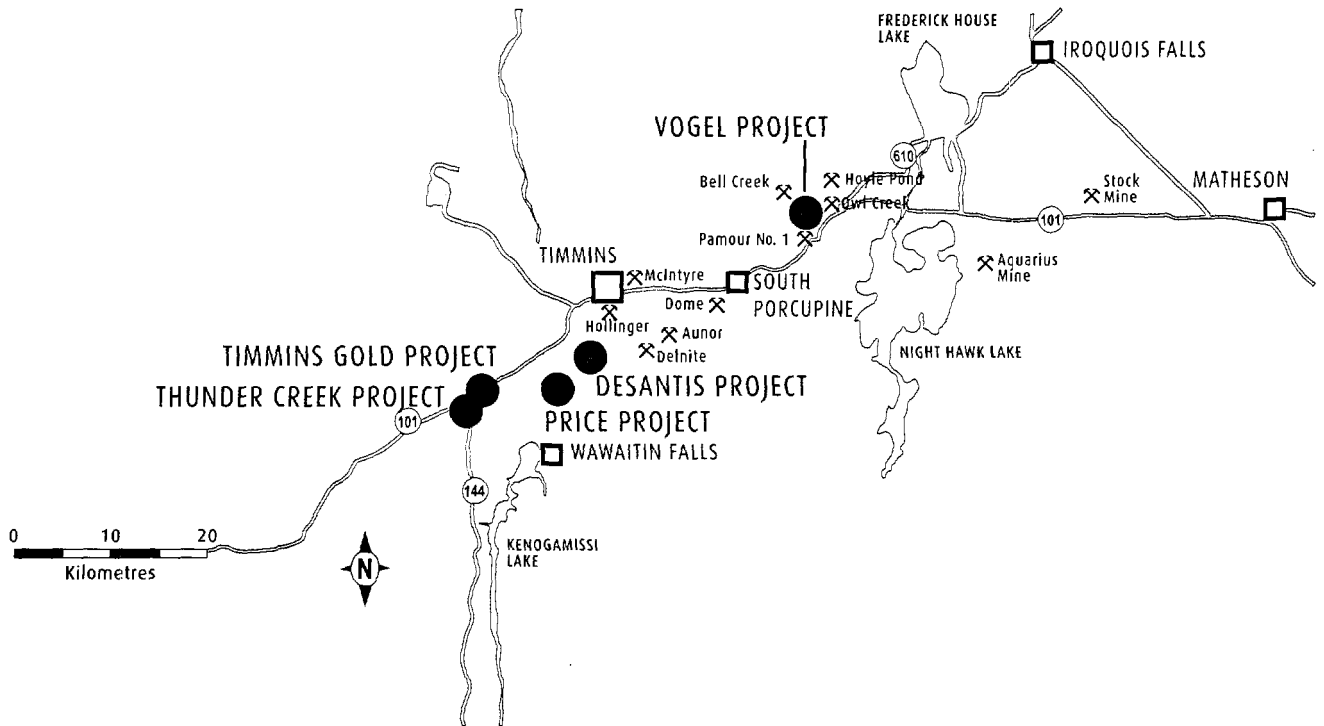 FREDERICK HOUSE
LAKE
IROQUOIS FALLS
VOGEL PROJECT
610
Bell Creek
Hoyle Pond
Owl Creek
Stock
Mine
MATHESON
101
Pamour No. 1
TIMMINS
McIntyre
SOUTH
PORCUPINE
Aquarius
Mine
Dome
Hollinger
Aunor
Delnite
NIGHT HAWK LAKE
TIMMINS GOLD PROJECT
THUNDER CREEK PROJECT
DESANTIS PROJECT
101
PRICE PROJECT
WAWAITIN FALLS
144
0 10 20
Kilometres
N
KENOGAMISSI
LAKE